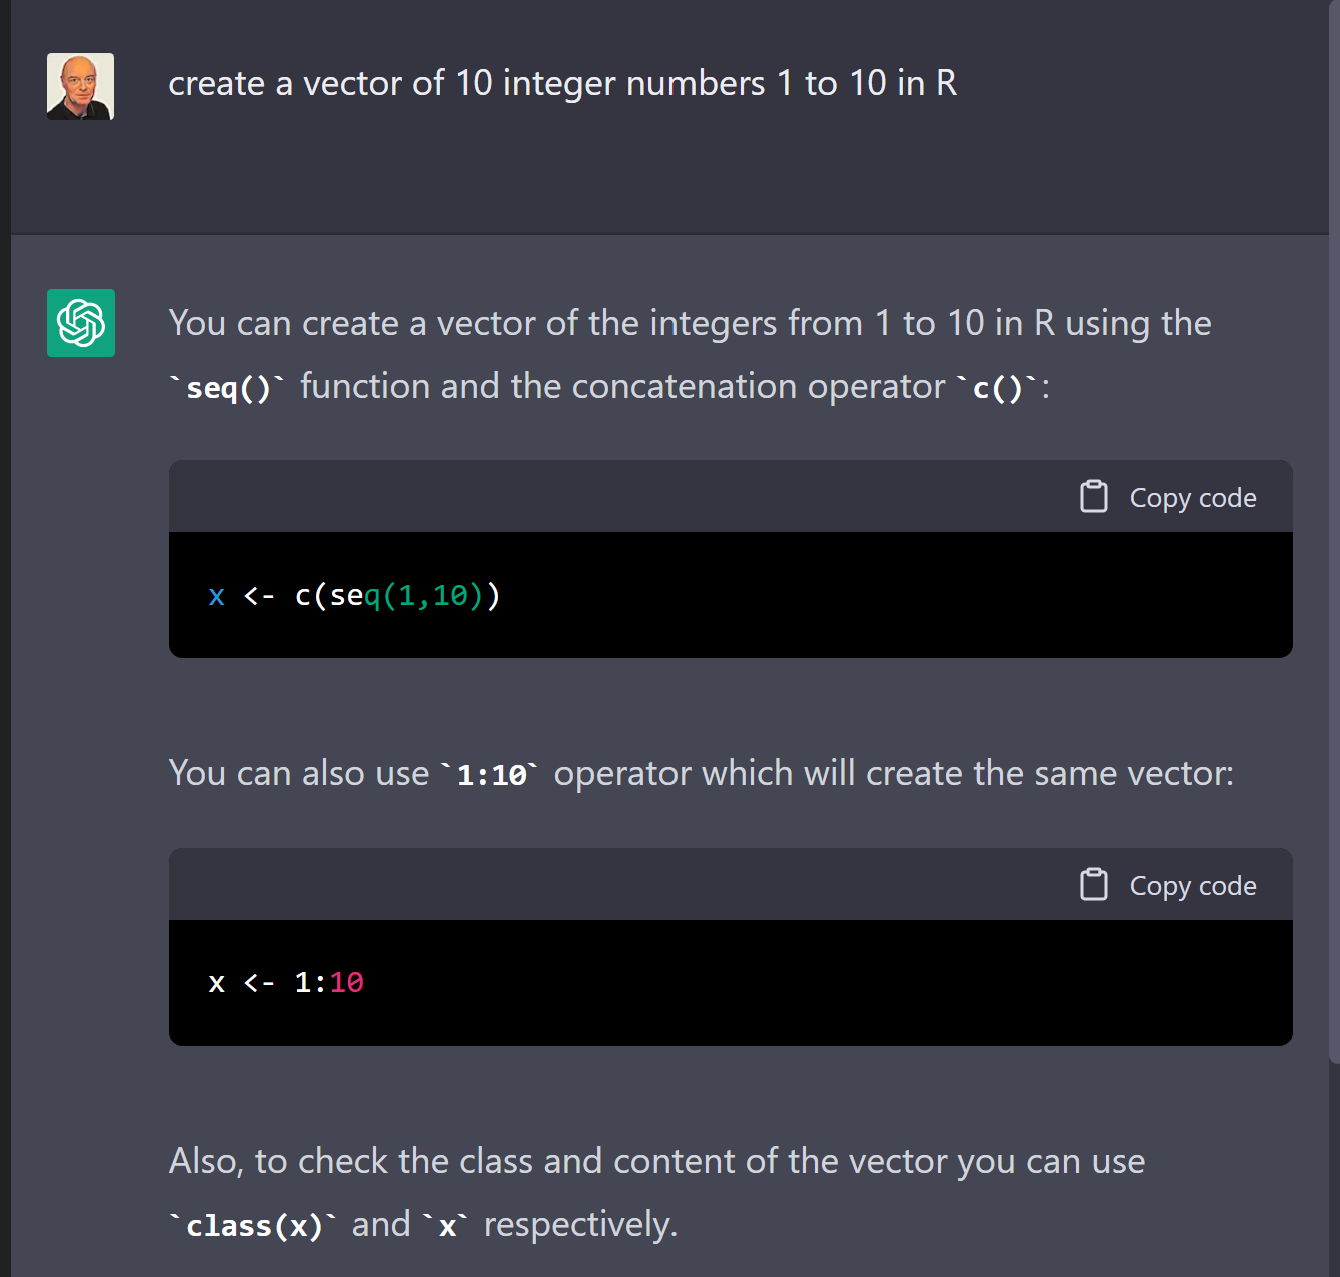 create a vector of 10 integer numbers 1 to 10 in R
You can create a vector of the integers from 1 to 10 in R using the
`seq()` function and the concatenation operator `c()`:
Copy code
x <- c(seq(1,10))
You can also use `1:10` operator which will create the same vector:
Copy code
x <- 1:10
Also, to check the class and content of the vector you can use
`class(x)` and `x` respectively.